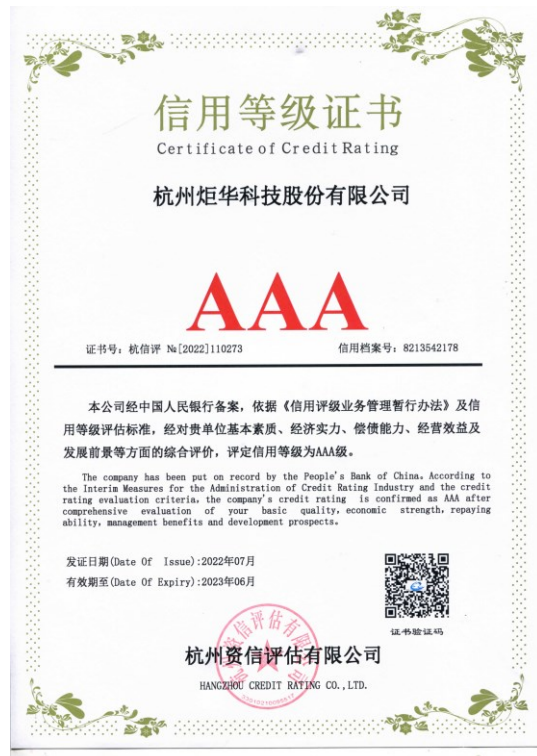 信用等级证书
Certificate of Credit Rating
杭州炬华科技股份有限公司
AAA
证书号：杭信评 №[2022]110273 信用档案号：8213542178
本公司经中国人民银行备案，依据《信用评级业务管理暂行办法》及信
用等级评估标准，经对贵单位基本素质、经济实力、偿债能力、经营效益及
发展前景等方面的综合评价，评定信用等级为AAA级。
The company has been put on record by the People's Bank of China. According to
the Interim Measures for the Administration of Credit Rating Industry and the credit
rating evaluation criteria, the company's credit rating is confirmed as AAA after
comprehensive evaluation of your basic quality, economic strength, repaying
ability, management benefits and development prospects.
发证日期(Date Of Issue):2022年07月
有效期至(Date Of Expiry):2023年06月
证书验证码
杭州资信评估有限公司
杭州资信评估有限公司
HANGZHOU CREDIT RATING CO.,LTD.